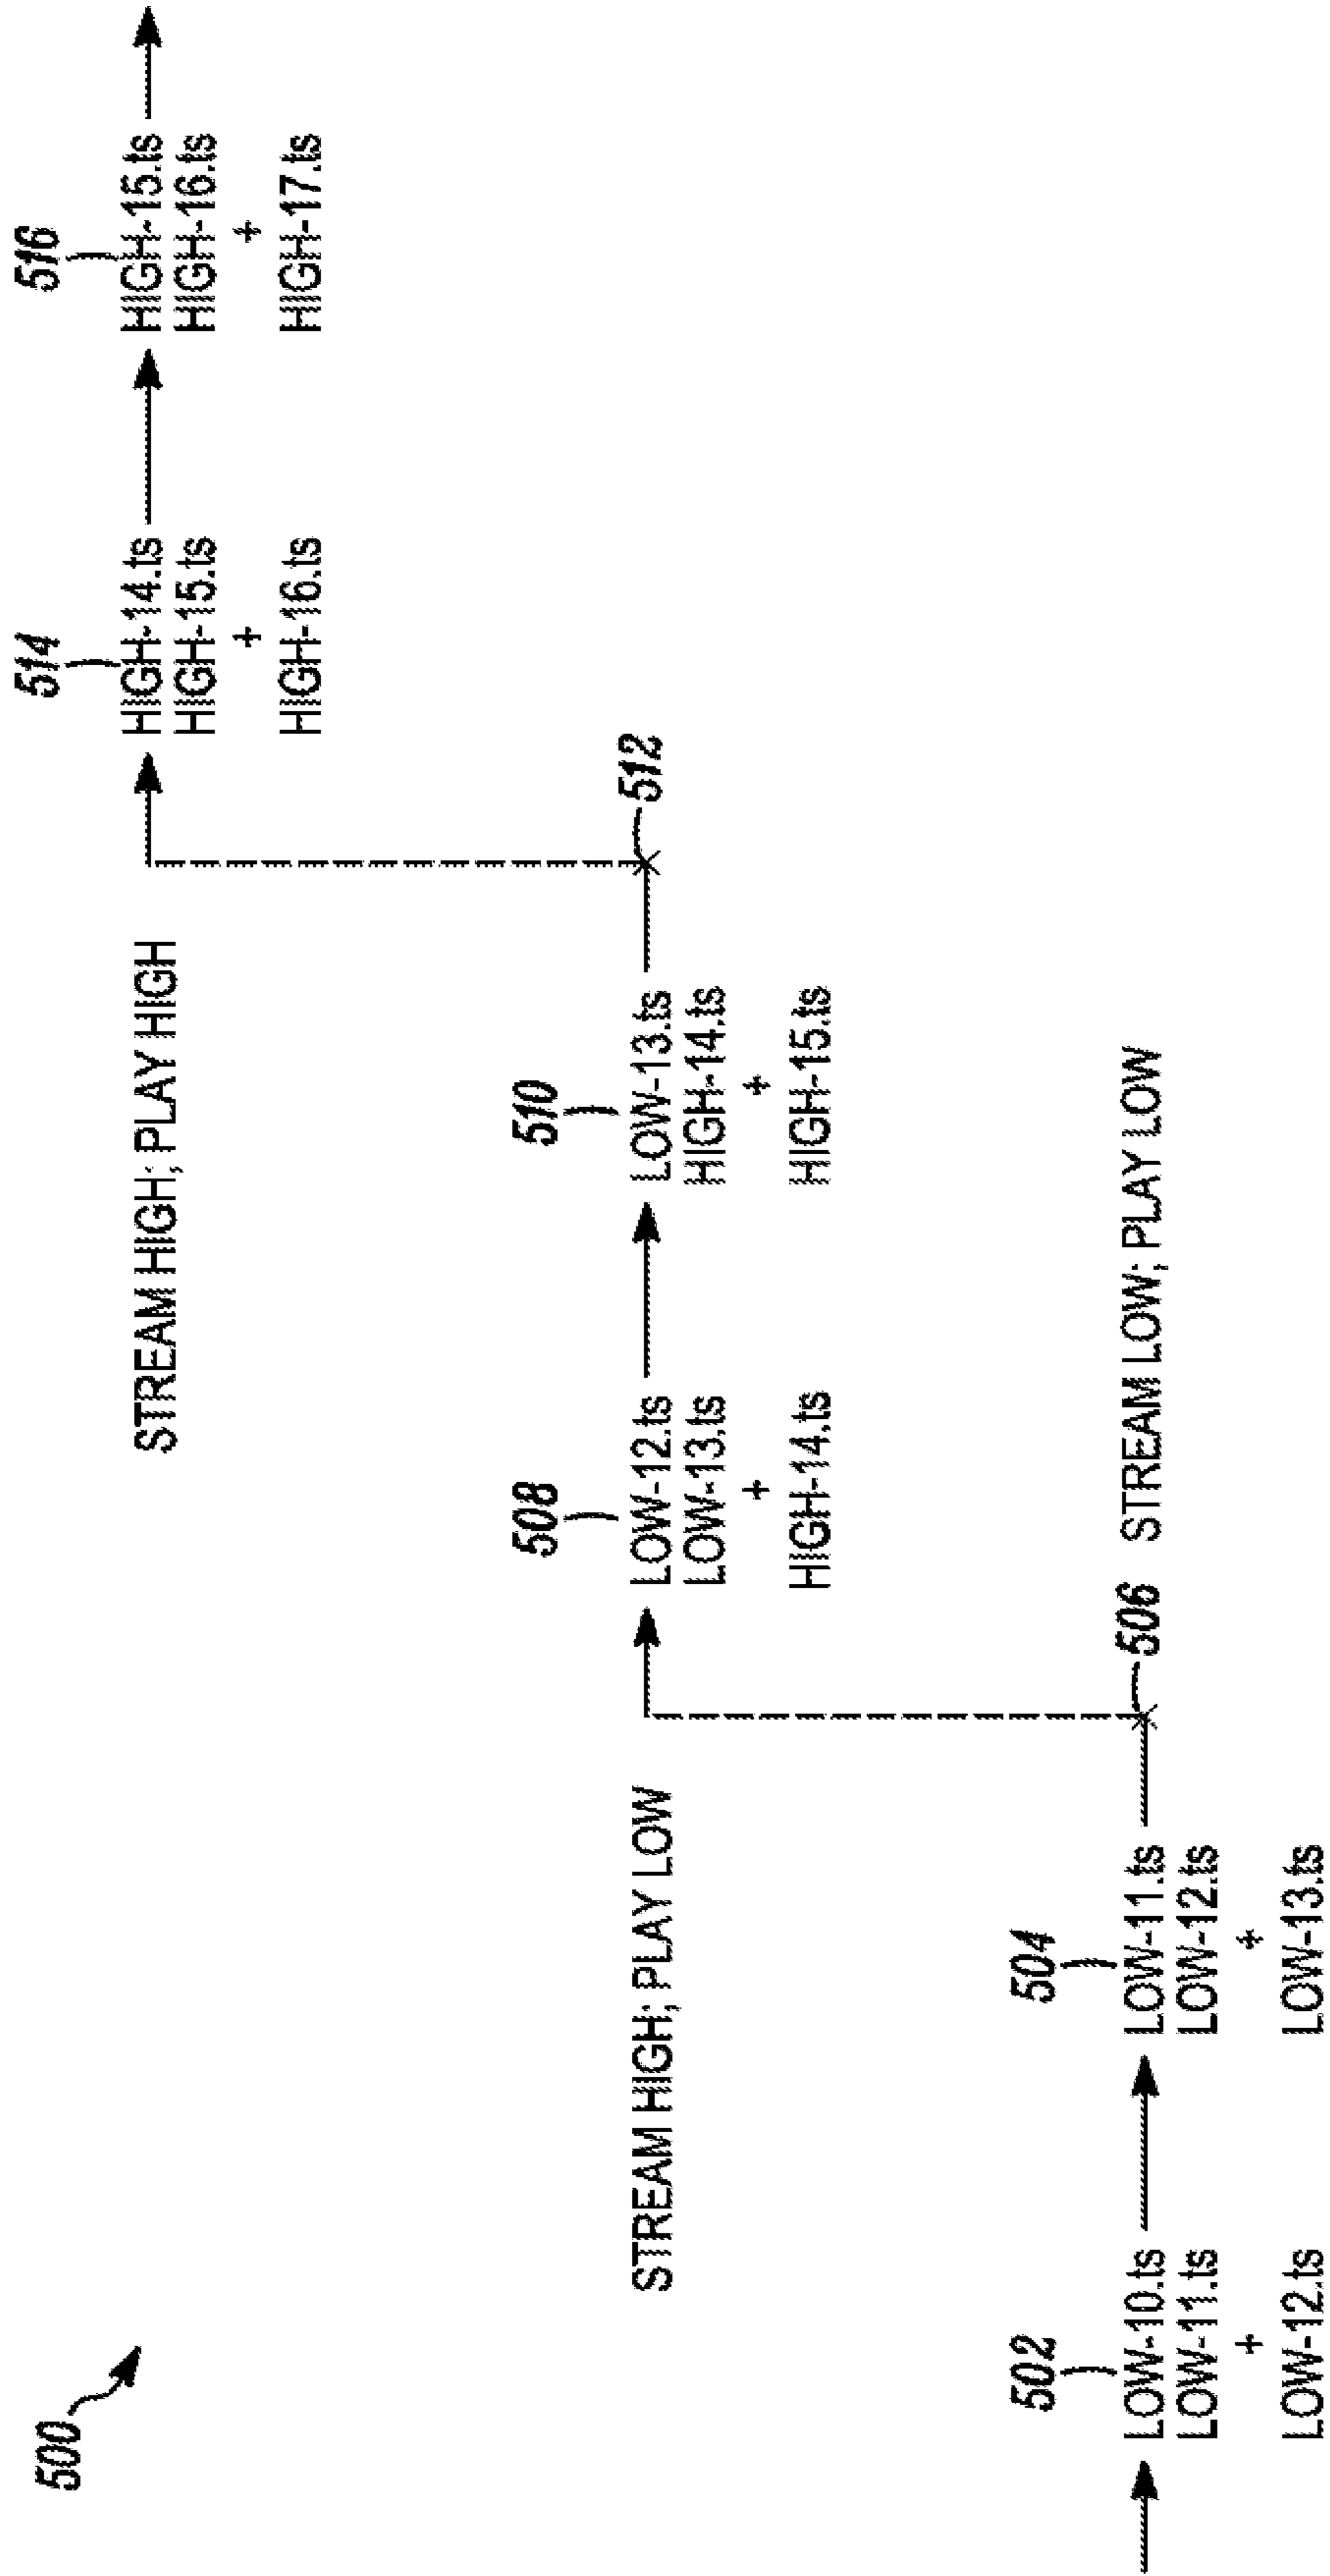 500
STREAM HIGH; PLAY HIGH
514
HIGH-14.ts
HIGH-15.ts
+
HIGH-16.ts
516
HIGH-15.ts
HIGH-16.ts
+
HIGH-17.ts
STREAM HIGH; PLAY LOW
508
LOW-12.ts
LOW-13.ts
+
HIGH-14.ts
510
LOW-13.ts
HIGH-14.ts
+
HIGH-15.ts
512
502
LOW-10.ts
LOW-11.ts
+
LOW-12.ts
504
LOW-11.ts
LOW-12.ts
+
LOW-13.ts
506
STREAM LOW; PLAY LOW